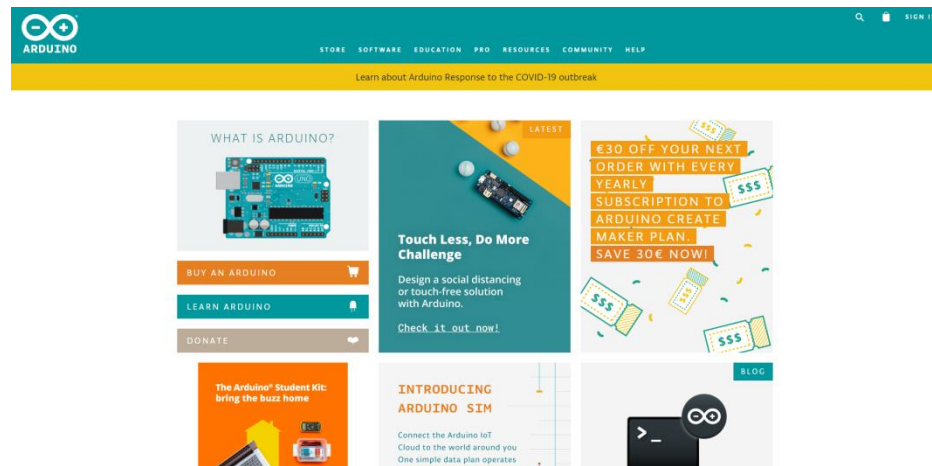 SIGN I
ARDUINO
STORE SOFTWARE EDUCATION PRO RESOURCES COMMUNITY HELP
Learn about Arduino Response to the COVID-19 outbreak
WHAT IS ARDUINO?
UNO
ARDUINO
BUY AN ARDUINO
LEARN ARDUINO
DONATE
LATEST
Touch Less, Do More
Challenge
Design a social distancing
or touch-free solution
with Arduino.
Check it out now!
€30 OFF YOUR NEXT
ORDER WITH EVERY
YEARLY
SUBSCRIPTION TO
ARDUINO CREATE
MAKER PLAN.
SAVE 30€ NOW!
$$$
$$$
$$$
$$$
$$$
The Arduino® Student Kit:
bring the buzz home
INTRODUCING
ARDUINO SIM
Connect the Arduino IoT
Cloud to the world around you
One simple data plan operates
BLOG
>_